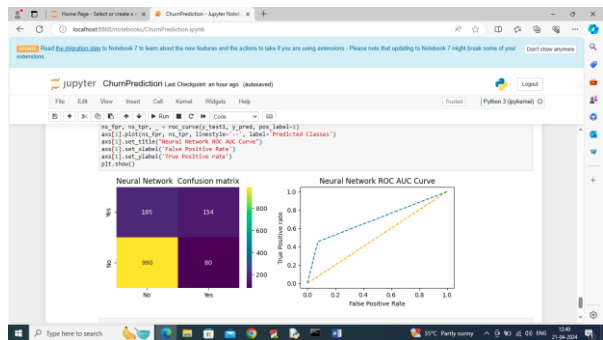 Home Page - Select or create a n
ChurnPrediction - Jupyter Noteb
localhost:8888/notebooks/ChurnPrediction.ipynb
UPDATE Read the migration plan to Notebook 7 to learn about the new features and the actions to take if you are using extensions - Please note that updating to Notebook 7 might break some of your extensions.
Don't show anymore
jupyter ChurnPrediction Last Checkpoint: an hour ago (autosaved)
Logout
File Edit View Insert Cell Kernel Widgets Help
Trusted Python 3 (ipykernel)
Run Code
ns_fpr, ns_tpr, _ = roc_curve(y_test1, y_pred, pos_label=1)
axs[1].plot(ns_fpr, ns_tpr, linestyle='--', label='Predicted Classes')
axs[1].set_title("Neural Network ROC AUC Curve")
axs[1].set_xlabel('False Positive Rate')
axs[1].set_ylabel('True Positive rate')
plt.show()
Neural Network Confusion matrix
Yes
185 154
No
990 80
No Yes
800
600
400
200
Neural Network ROC AUC Curve
True Positive rate
1.0
0.8
0.6
0.4
0.2
0.0
0.0 0.2 0.4 0.6 0.8 1.0
False Positive Rate
Type here to search
35°C Partly sunny
ENG
12:40
21-04-2024